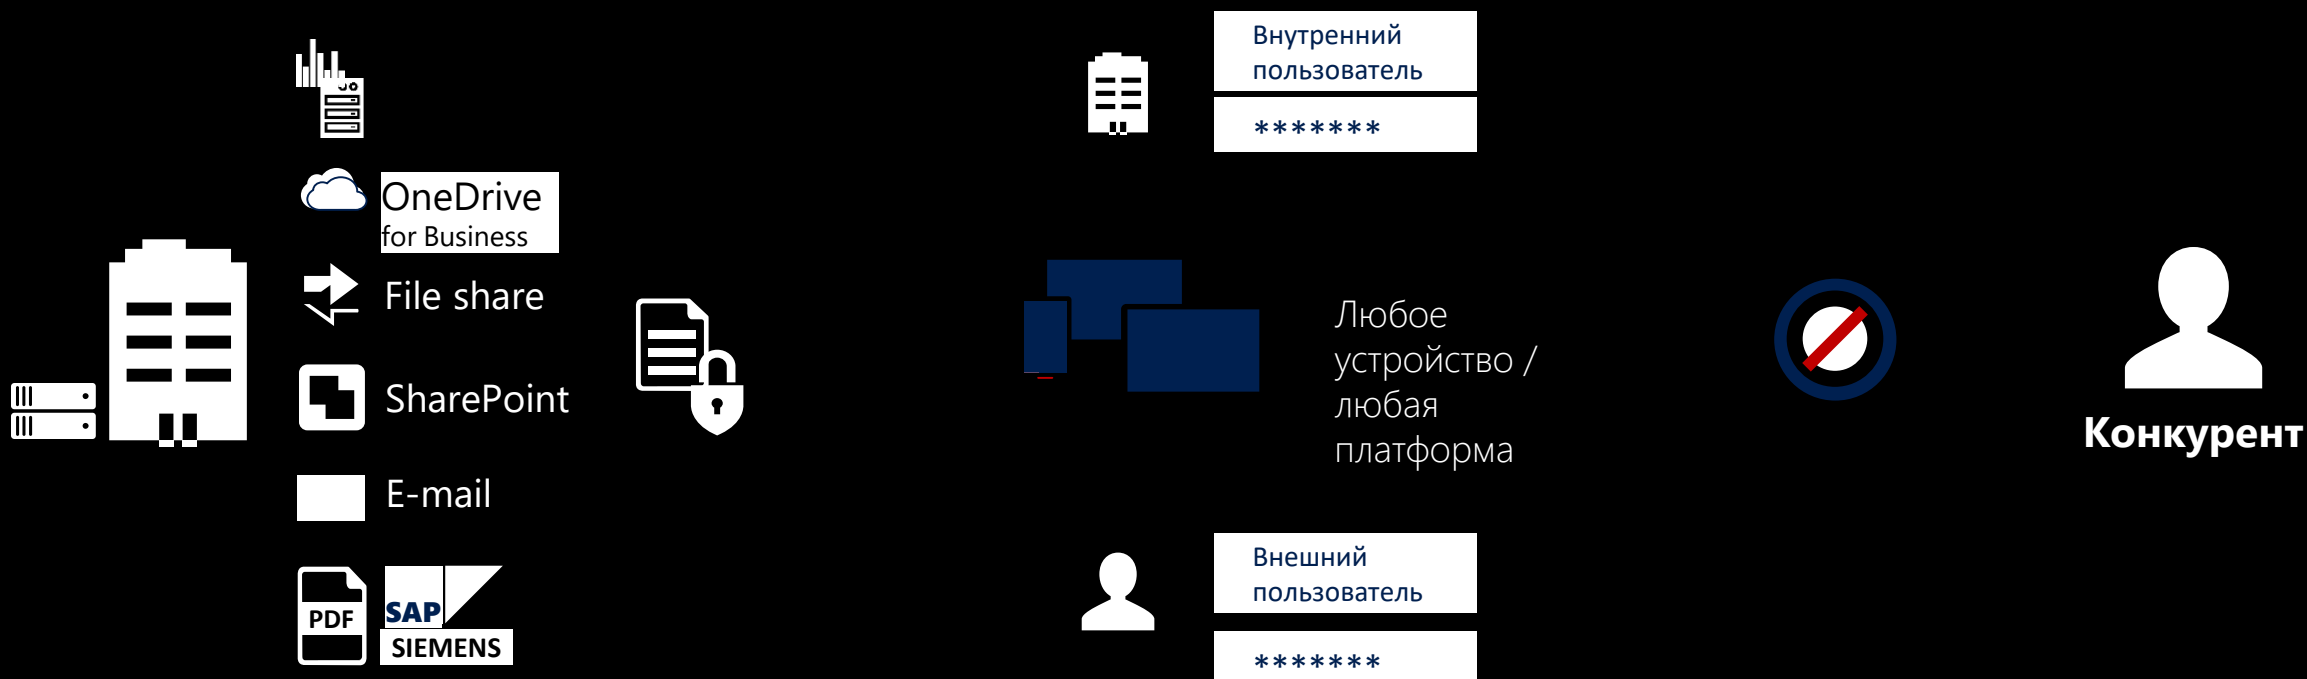 OneDrive
for Business
File share
SharePoint
E-mail
PDF
SAP
SIEMENS
Внутренний
пользователь
*******
Любое
устройство /
любая
платформа
Внешний
пользователь
*******
Конкурент